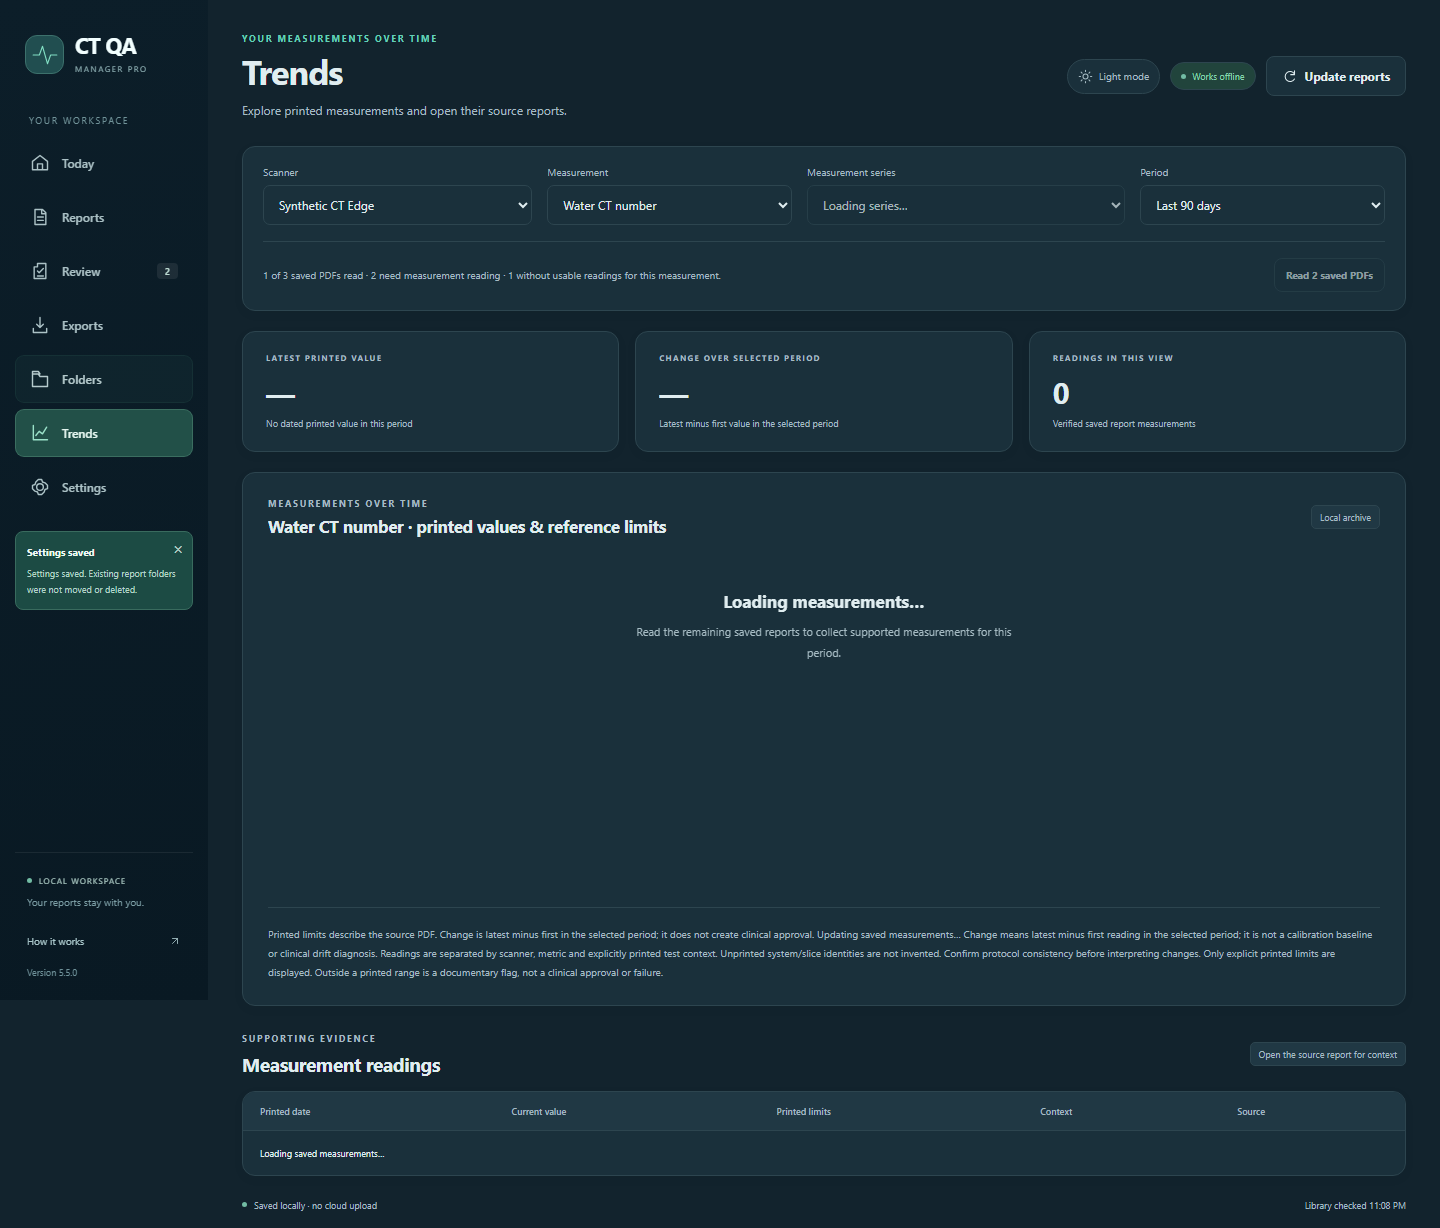 CT QA
MANAGER PRO
YOUR WORKSPACE
Today
Reports
Review
2
Exports
Folders
Trends
Settings
Settings saved
Settings saved. Existing report folders
were not moved or deleted.
LOCAL WORKSPACE
Your reports stay with you.
How it works
Version 5.5.0
YOUR MEASUREMENTS OVER TIME
Trends
Explore printed measurements and open their source reports.
Light mode
Works offline
Update reports
Scanner
Measurement
Measurement series
Period
Synthetic CT Edge
Water CT number
Loading series...
Last 90 days
1 of 3 saved PDFs read · 2 need measurement reading · 1 without usable readings for this measurement.
Read 2 saved PDFs
LATEST PRINTED VALUE
—
No dated printed value in this period
CHANGE OVER SELECTED PERIOD
—
Latest minus first value in the selected period
READINGS IN THIS VIEW
0
Verified saved report measurements
MEASUREMENTS OVER TIME
Water CT number · printed values & reference limits
Local archive
Loading measurements...
Read the remaining saved reports to collect supported measurements for this
period.
Printed limits describe the source PDF. Change is latest minus first in the selected period; it does not create clinical approval. Updating saved measurements... Change means latest minus first reading in the selected period; it is not a calibration baseline
or clinical drift diagnosis. Readings are separated by scanner, metric and explicitly printed test context. Unprinted system/slice identities are not invented. Confirm protocol consistency before interpreting changes. Only explicit printed limits are
displayed. Outside a printed range is a documentary flag, not a clinical approval or failure.
SUPPORTING EVIDENCE
Measurement readings
Open the source report for context
Printed date
Current value
Printed limits
Context
Source
Loading saved measurements...
Saved locally · no cloud upload
Library checked 11:08 PM